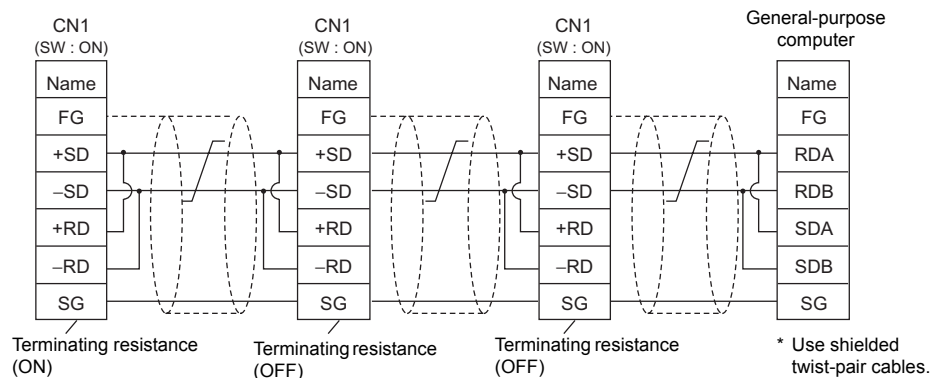 CN1
(SW : ON)
Name
FG
+SD
−SD
+RD
−RD
SG
Terminating resistance
(ON)
CN1
(SW : ON)
Name
FG
+SD
−SD
+RD
−RD
SG
Terminating resistance
(OFF)
CN1
(SW : ON)
Name
FG
+SD
−SD
+RD
−RD
SG
Terminating resistance
(OFF)
General-purpose
computer
Name
FG
RDA
RDB
SDA
SDB
SG
* Use shielded
twist-pair cables.